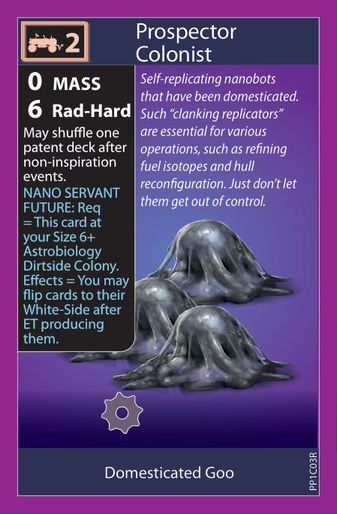 2
Prospector
Colonist
0 MASS
6 Rad-Hard
May shuffle one
patent deck after
non-inspiration
events.
NANO SERVANT
FUTURE: Req
= This card at
your Size 6+
Astrobiology
Dirtside Colony.
Effects = You may
flip cards to their
White-Side after
ET producing
them.
Self-replicating nanobots
that have been domesticated.
Such “clanking replicators”
are essential for various
operations, such as refining
fuel isotopes and hull
reconfiguration. Just don’t let
them get out of control.
Domesticated Goo
PP1C03R